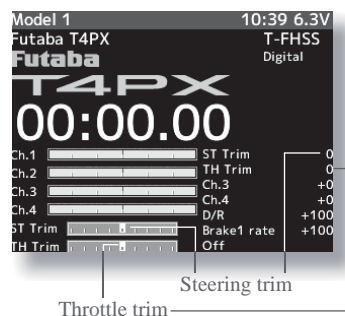 Model 1 10:39 6.3V
Futaba T4PX T-FHSS
Futaba Digital
T4PX
00:00.00
Ch.1 ST Trim 0
Ch.2 TH Trim 0
Ch.3 Ch.3 +0
Ch.4 Ch.4 +0
D/R +100
ST Trim Brake1 rate +100
TH Trim Off
Steering trim
Throttle trim